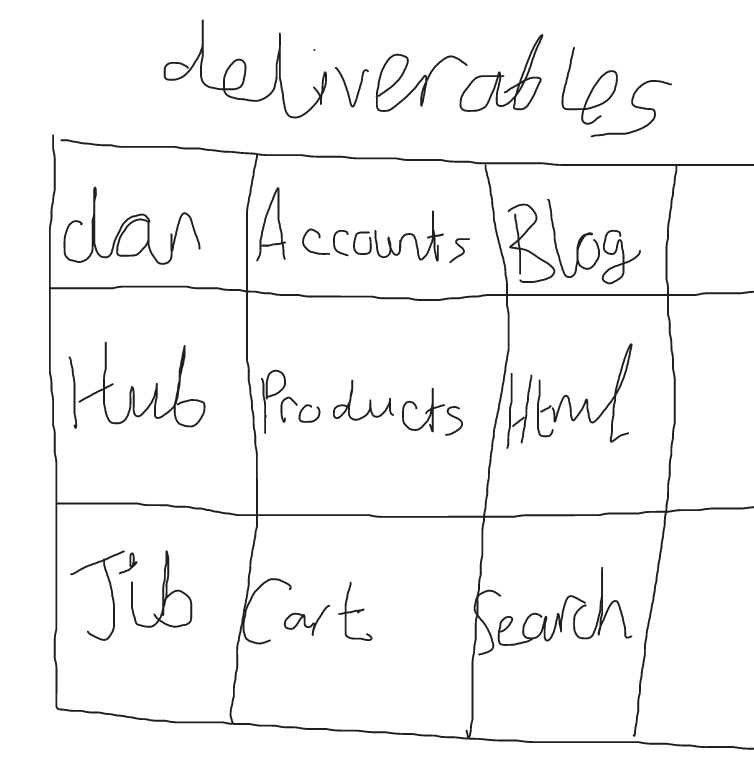 deliverables
dan Accounts Blog
Hub Products Html
Jib Cart Search